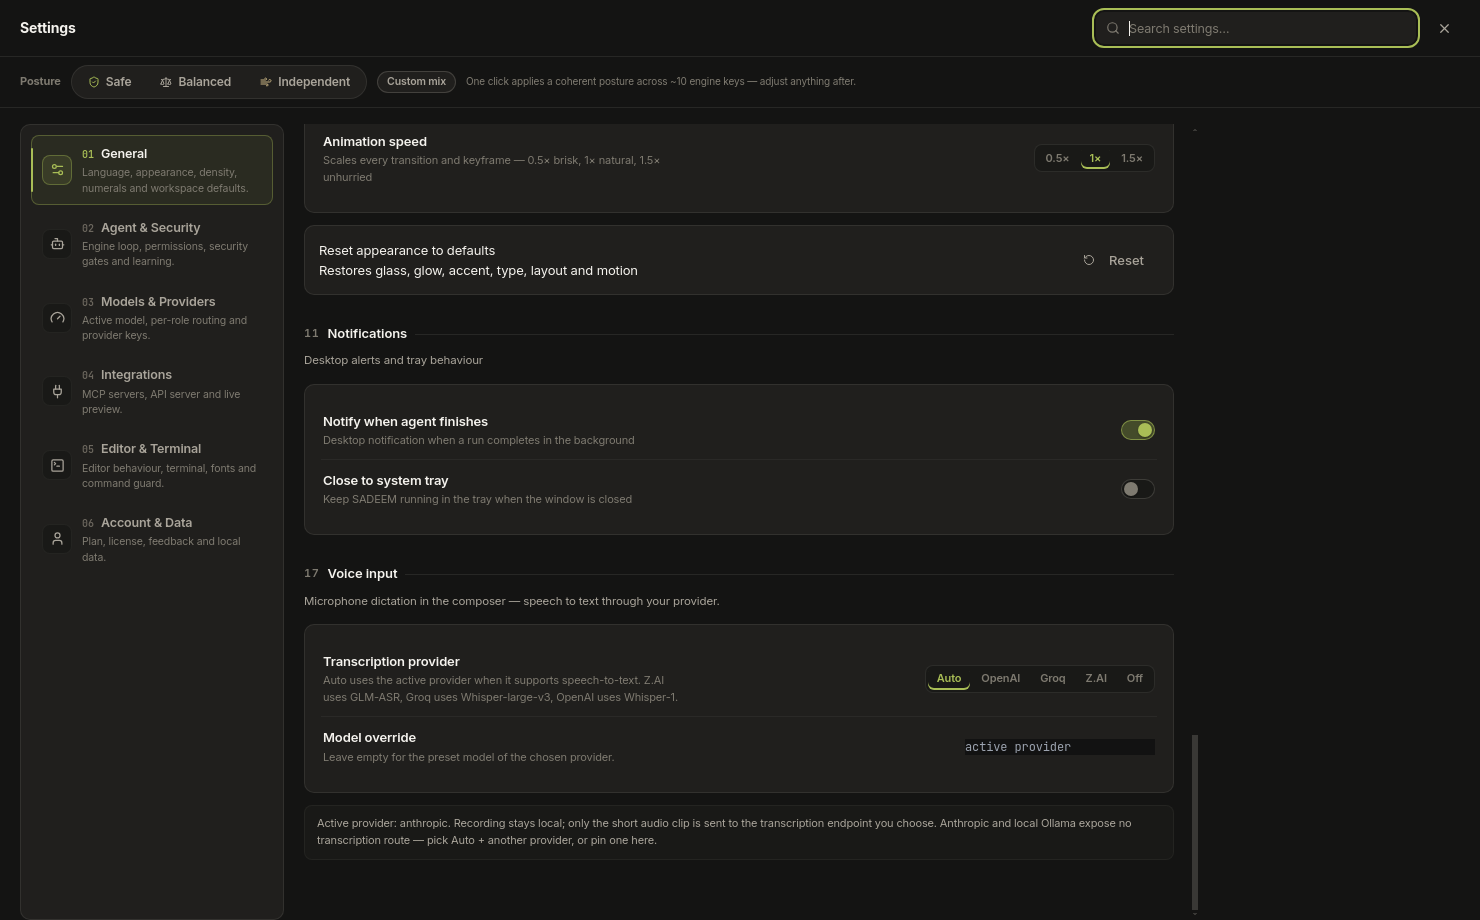 Settings
Search settings...
Posture
Safe
Balanced
Independent
Custom mix
One click applies a coherent posture across ~10 engine keys — adjust anything after.
01 General
Language, appearance, density,
numerals and workspace defaults.
02 Agent & Security
Engine loop, permissions, security
gates and learning.
03 Models & Providers
Active model, per-role routing and
provider keys.
04 Integrations
MCP servers, API server and live
preview.
05 Editor & Terminal
Editor behaviour, terminal, fonts and
command guard.
06 Account & Data
Plan, license, feedback and local
data.
Animation speed
Scales every transition and keyframe — 0.5× brisk, 1× natural, 1.5×
unhurried
0.5× 1× 1.5×
Reset appearance to defaults
Restores glass, glow, accent, type, layout and motion
Reset
11 Notifications
Desktop alerts and tray behaviour
Notify when agent finishes
Desktop notification when a run completes in the background
Close to system tray
Keep SADEEM running in the tray when the window is closed
17 Voice input
Microphone dictation in the composer — speech to text through your provider.
Transcription provider
Auto uses the active provider when it supports speech-to-text. Z.AI
uses GLM-ASR, Groq uses Whisper-large-v3, OpenAI uses Whisper-1.
Auto OpenAI Groq Z.AI Off
Model override
Leave empty for the preset model of the chosen provider.
active provider
Active provider: anthropic. Recording stays local; only the short audio clip is sent to the transcription endpoint you choose. Anthropic and local Ollama expose no
transcription route — pick Auto + another provider, or pin one here.